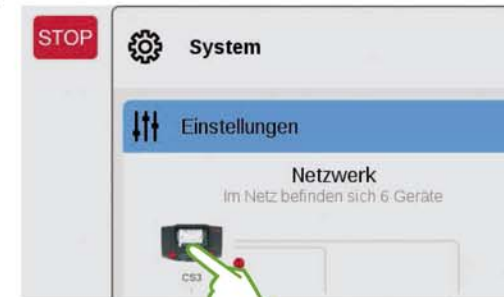 STOP
System
Einstellungen
Netzwerk
Im Netz befinden sich 6 Geräte
CS3